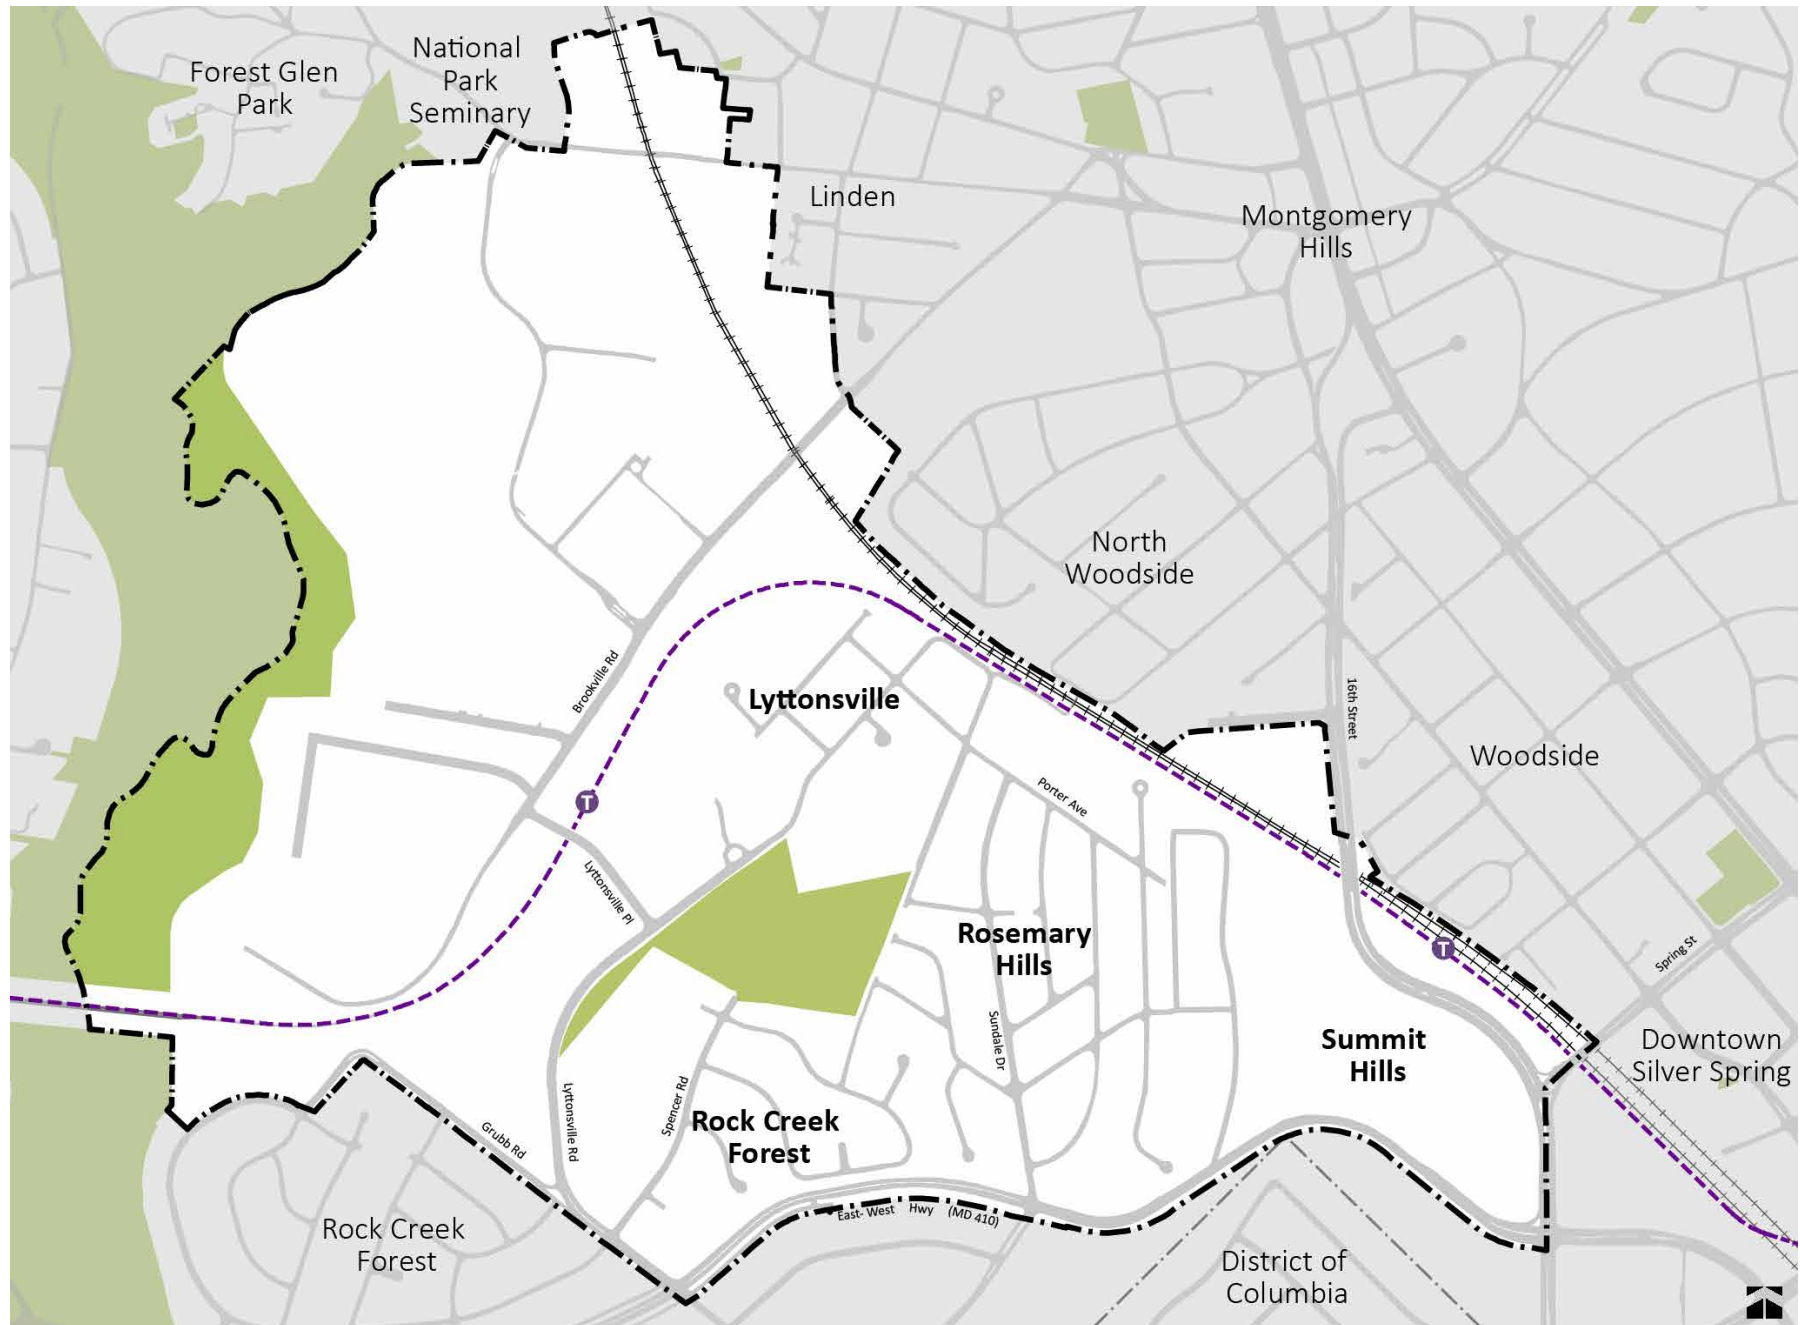 National
Park
Seminary
Forest Glen
Park
Linden
Montgomery
Hills
North
Woodside
Brookville Rd
Lyttonsville
16th Street
Woodside
T
Porter Ave
Lyttonsville Pl
Rosemary
Hills
T
Spring St
Sundale Dr
Summit
Hills
Downtown
Silver Spring
Lyttonsville Rd
Spencer Rd
Rock Creek
Forest
Grubb Rd
East- West Hwy (MD 410)
Rock Creek
Forest
District of
Columbia